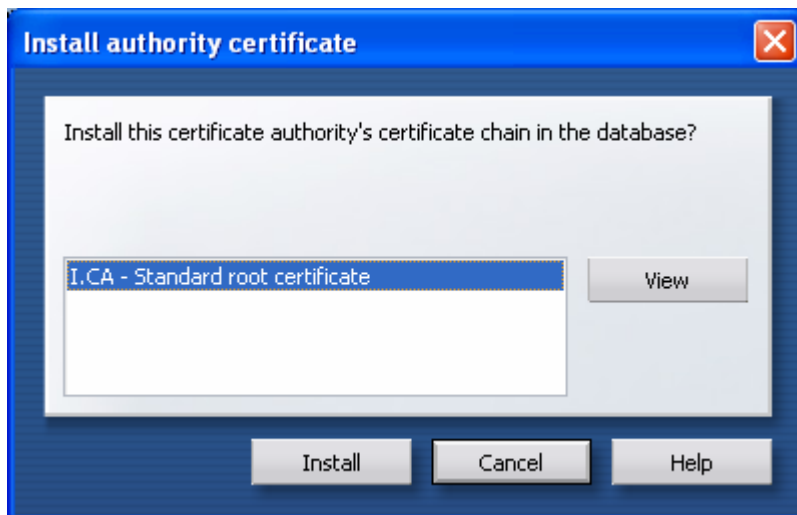 Install authority certificate
Install this certificate authority's certificate chain in the database?
I.CA - Standard root certificate
View
Install
Cancel
Help